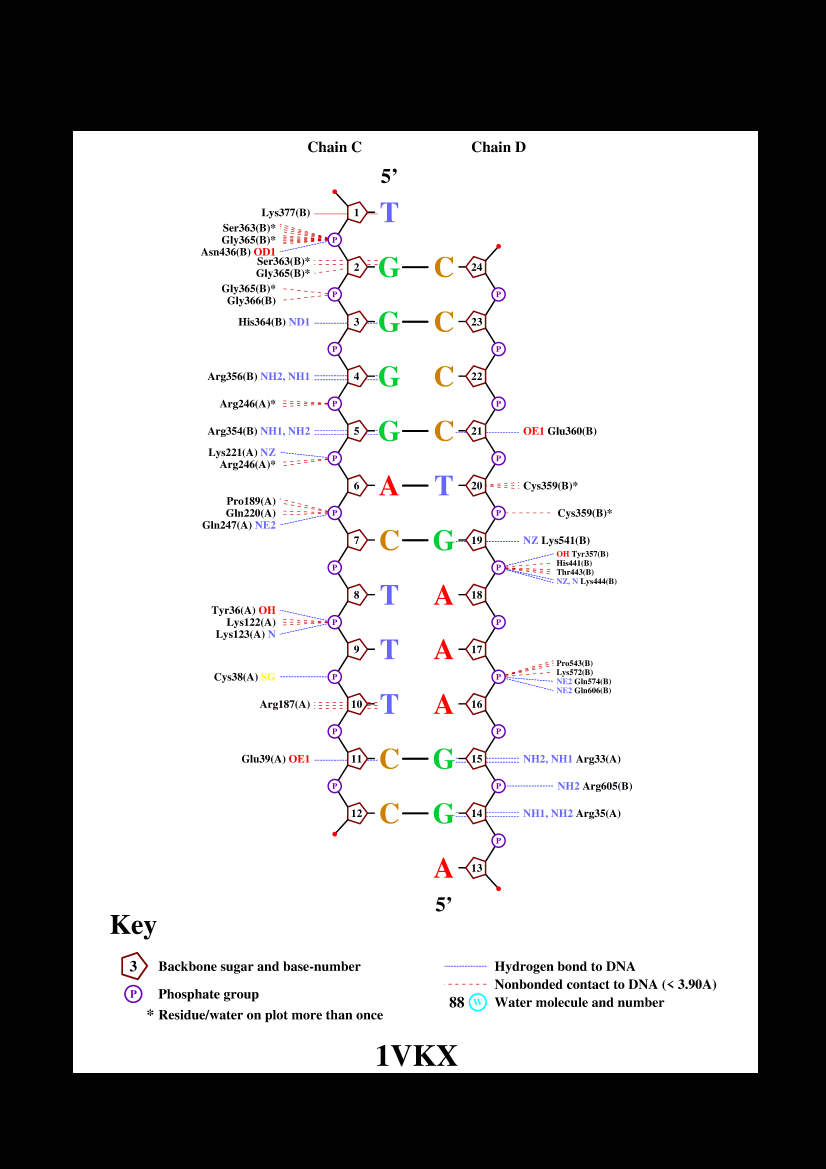 Chain C Chain D
5'
Lys377(B) 1 T
Ser363(B)*
Gly365(B)* P
Asn436(B) OD1
Ser363(B)*
Gly365(B)* 2 G C 24
Gly365(B)*
Gly366(B) P P
His364(B) ND1 3 G C 23
P P
Arg356(B) NH2, NH1 4 G C 22
Arg246(A)* P P
Arg354(B) NH1, NH2 5 G C 21 OE1 Glu360(B)
Lys221(A) NZ
Arg246(A)* P P
6 A T 20 Cys359(B)*
Pro189(A)
Gln220(A) P P Cys359(B)*
Gln247(A) NE2
7 C G 19 NZ Lys541(B)
OH Tyr357(B)
His441(B)
P P
Thr443(B)
NZ, N Lys444(B)
8 T A 18
Tyr36(A) OH
Lys122(A) P P
Lys123(A) N
9 T A 17
Pro543(B)
Lys572(B)
Cys38(A) SG P P
NE2 Gln574(B)
NE2 Gln606(B)
Arg187(A) 10 T A 16
P P
Glu39(A) OE1 11 C G 15 NH2, NH1 Arg33(A)
P P NH2 Arg605(B)
12 C G 14 NH1, NH2 Arg35(A)
P
A 13
5'
Key
3 Backbone sugar and base-number
P Phosphate group
* Residue/water on plot more than once
Hydrogen bond to DNA
Nonbonded contact to DNA (< 3.90A)
88 W Water molecule and number
1VKX